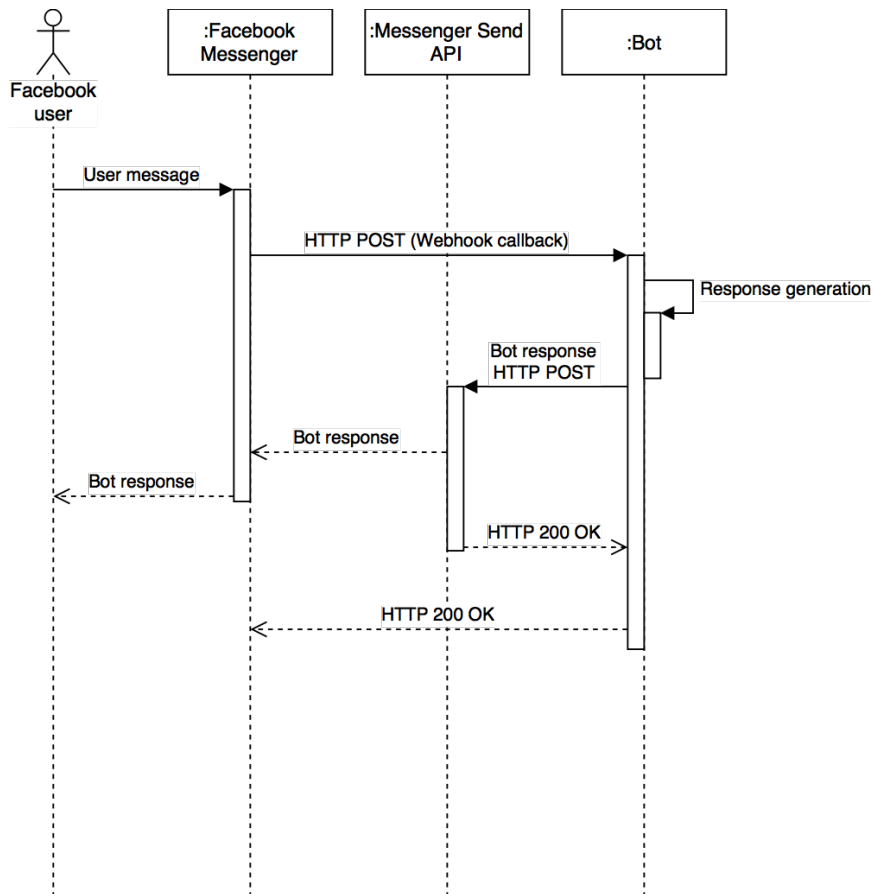 :Facebook
Messenger
:Messenger Send
API
:Bot
Facebook
user
User message
HTTP POST (Webhook callback)
Response generation
Bot response
HTTP POST
Bot response
Bot response
HTTP 200 OK
HTTP 200 OK